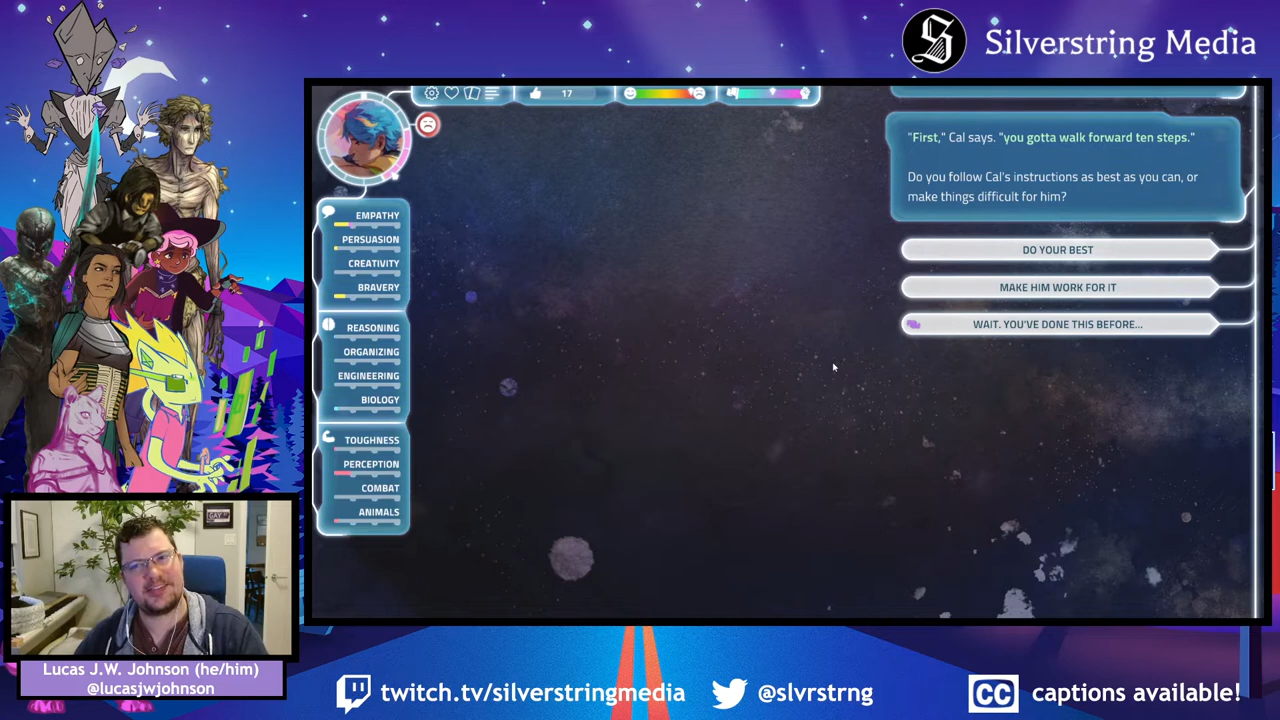 Silverstring Media
17
"First," Cal says. "you gotta walk forward ten steps."
Do you follow Cal's instructions as best as you can, or
make things difficult for him?
DO YOUR BEST
MAKE HIM WORK FOR IT
WAIT. YOU'VE DONE THIS BEFORE...
EMPATHY
PERSUASION
CREATIVITY
BRAVERY
REASONING
ORGANIZING
ENGINEERING
BIOLOGY
TOUGHNESS
PERCEPTION
COMBAT
ANIMALS
GAY
Lucas J.W. Johnson (he/him)
@lucasjwjohnson
twitch.tv/silverstringmedia
@slvrstrng
CC
captions available!